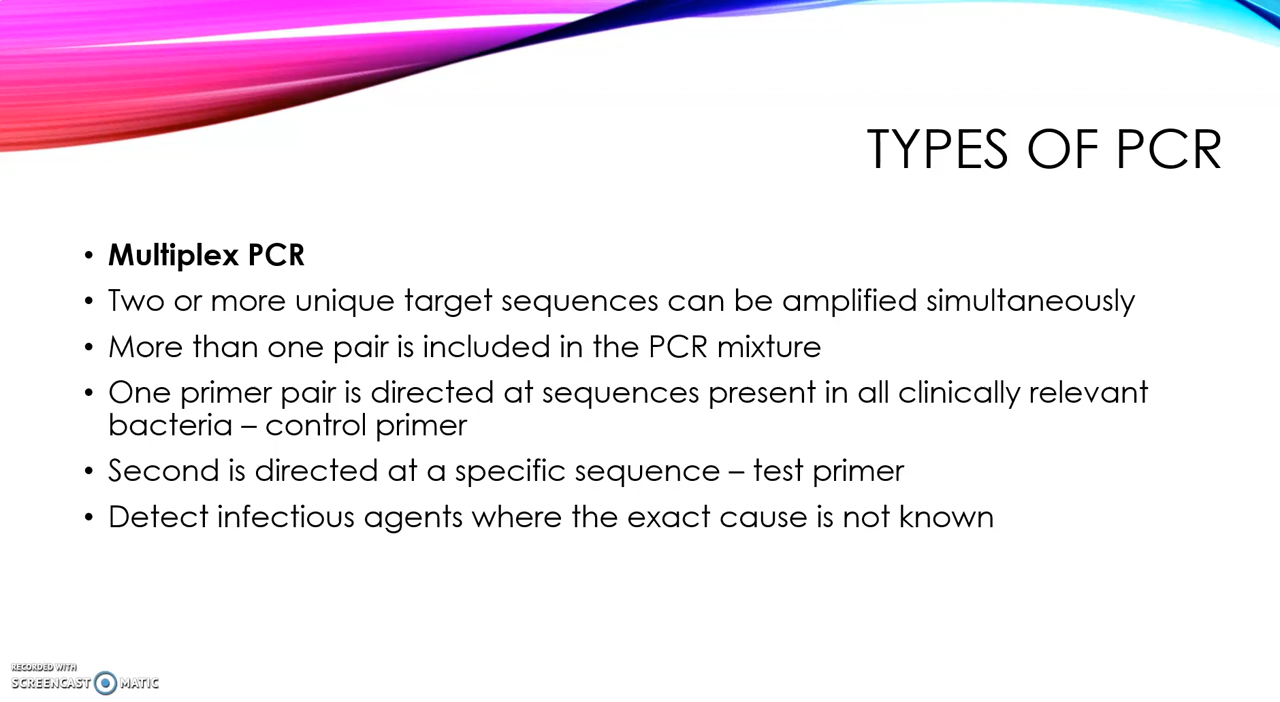 TYPES OF PCR
• Multiplex PCR
• Two or more unique target sequences can be amplified simultaneously
• More than one pair is included in the PCR mixture
• One primer pair is directed at sequences present in all clinically relevant
bacteria – control primer
• Second is directed at a specific sequence – test primer
• Detect infectious agents where the exact cause is not known
RECORDED WITH
SCREENCAST MATIC